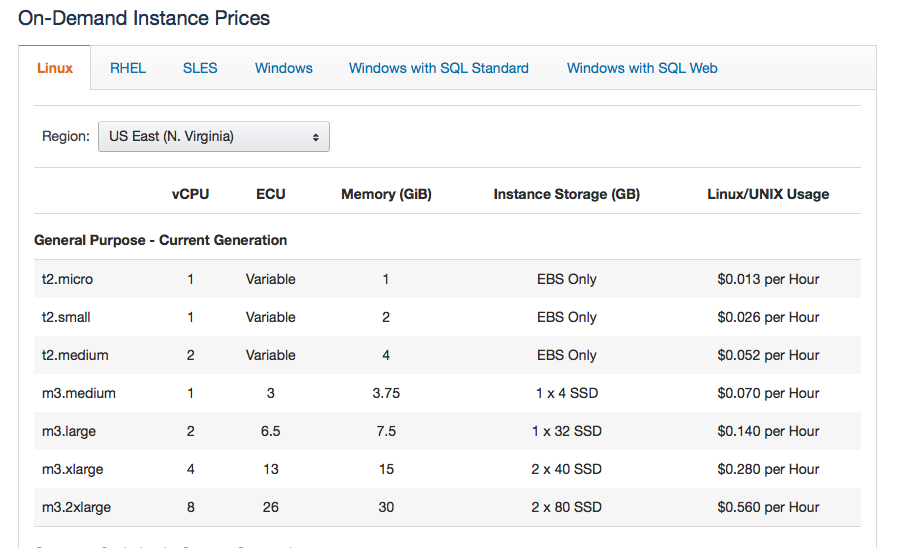 On-Demand Instance Prices
Linux RHEL SLES Windows Windows with SQL Standard Windows with SQL Web
Region: US East (N. Virginia)
vCPU ECU Memory (GiB) Instance Storage (GB) Linux/UNIX Usage
General Purpose - Current Generation
t2.micro 1 Variable 1 EBS Only $0.013 per Hour
t2.small 1 Variable 2 EBS Only $0.026 per Hour
t2.medium 2 Variable 4 EBS Only $0.052 per Hour
m3.medium 1 3 3.75 1 x 4 SSD $0.070 per Hour
m3.large 2 6.5 7.5 1 x 32 SSD $0.140 per Hour
m3.xlarge 4 13 15 2 x 40 SSD $0.280 per Hour
m3.2xlarge 8 26 30 2 x 80 SSD $0.560 per Hour